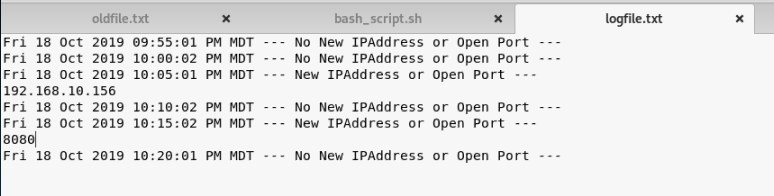 oldfile.txt × bash_script.sh × logfile.txt ×
Fri 18 Oct 2019 09:55:01 PM MDT --- No New IPAddress or Open Port ---
Fri 18 Oct 2019 10:00:02 PM MDT --- No New IPAddress or Open Port ---
Fri 18 Oct 2019 10:05:01 PM MDT --- New IPAddress or Open Port ---
192.168.10.156
Fri 18 Oct 2019 10:10:02 PM MDT --- No New IPAddress or Open Port ---
Fri 18 Oct 2019 10:15:02 PM MDT --- New IPAddress or Open Port ---
8080
Fri 18 Oct 2019 10:20:01 PM MDT --- No New IPAddress or Open Port ---